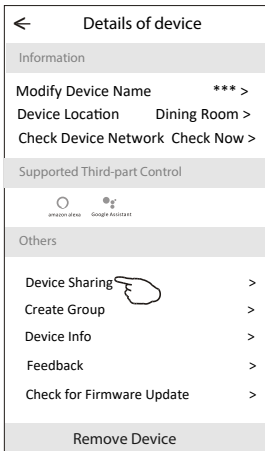 ← Details of device
Information
Modify Device Name *** >
Device Location Dining Room >
Check Device Network Check Now >
Supported Third-part Control
amazon alexa Google Assistant
Others
Device Sharing >
Create Group >
Device Info >
Feedback >
Check for Firmware Update >
Remove Device